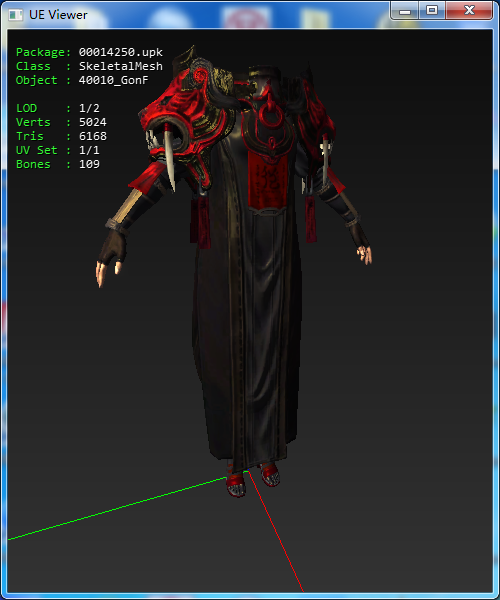 UE Viewer
Package: 00014250.upk
Class : SkeletalMesh
Object : 40010_GonF
LOD : 1/2
Verts : 5024
Tris : 6168
UV Set : 1/1
Bones : 109